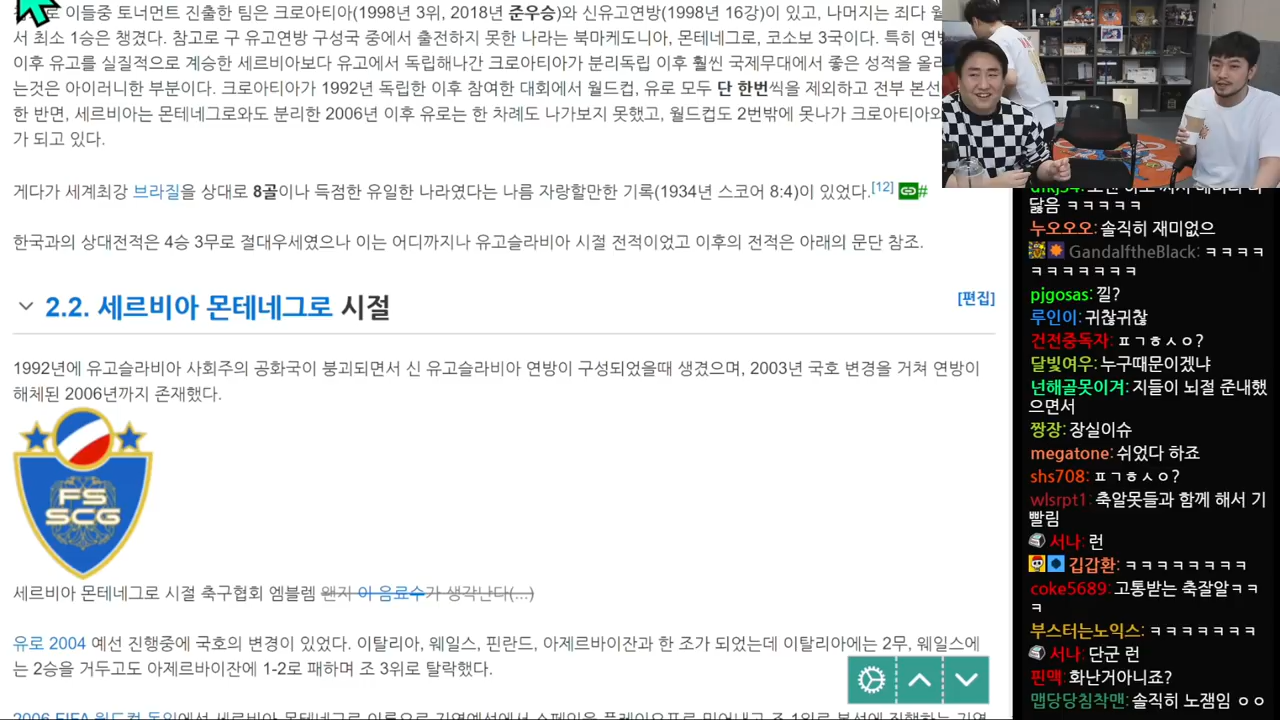 로 이들중 토너먼트 진출한 팀은 크로아티아(1998년 3위, 2018년 준우승)와 신유고연방(1998년 16강)이 있고, 나머지는 죄다
서 최소 1승은 챙겼다. 참고로 구 유고연방 구성국 중에서 출전하지 못한 나라는 북마케도니아, 몬테네그로, 코소보 3국이다. 특히
이후 유고를 실질적으로 계승한 세르비아보다 유고에서 독립해나간 크로아티아가 분리독립 이후 훨씬 국제무대에서 좋은 성적을
는것은 아이러니한 부분이다. 크로아티아가 1992년 독립한 이후 참여한 대회에서 월드컵, 유로 모두 단 한번씩을 제외하고 전부 본선
한 반면, 세르비아는 몬테네그로와도 분리한 2006년 이후 유로는 한 차례도 나가보지 못했고, 월드컵도 2번밖에 못나가 크로아티아와
가 되고 있다.
게다가 세계최강 브라질을 상대로 8골이나 득점한 유일한 나라였다는 나름 자랑할만한 기록(1934년 스코어 8:4)이 있었다.[12] #
한국과의 상대전적은 4승 3무로 절대우세였으나 이는 어디까지나 유고슬라비아 시절 전적이었고 이후의 전적은 아래의 문단 참조.
2.2. 세르비아 몬테네그로 시절
[편집]
1992년에 유고슬라비아 사회주의 공화국이 붕괴되면서 신 유고슬라비아 연방이 구성되었을때 생겼으며, 2003년 국호 변경을 거쳐 연방이
해체된 2006년까지 존재했다.
FS
SCG
세르비아 몬테네그로 시절 축구협회 엠블렘 왠지 이 음료수가 생각난다(...)
유로 2004 예선 진행중에 국호의 변경이 있었다. 이탈리아, 웨일스, 핀란드, 아제르바이잔과 한 조가 되었는데 이탈리아에는 2무, 웨일스에
는 2승을 거두고도 아제르바이잔에 1-2로 패하며 조 3위로 탈락했다.
닮음 ㅋㅋㅋㅋㅋ
누오오오: 솔직히 재미없으
GandalftheBlack: ㅋㅋㅋㅋ
ㅋㅋㅋㅋㅋㅋㅋ
pjgosas: 낄?
루인이: 귀찮귀찮
건전중독자: ㅍㄱㅎㅅㅇ?
달빛여우: 누구때문이겠냐
넌해골못이겨: 지들이 뇌절 준내했
으면서
짱장: 장실이슈
megatone: 쉬었다 하죠
shs708: ㅍㄱㅎㅅㅇ?
wlsrpt1: 축알못들과 함께 해서 기
빨림
서나: 런
김갑환: ㅋㅋㅋㅋㅋㅋㅋㅋ
coke5689: 고통받는 축잘알ㅋㅋ
ㅋ
부스터는노익스: ㅋㅋㅋㅋㅋㅋㅋ
서나: 단군 런
핀맥: 화난거아니죠?
맵당당침착맨: 솔직히 노잼임 ㅇㅇ